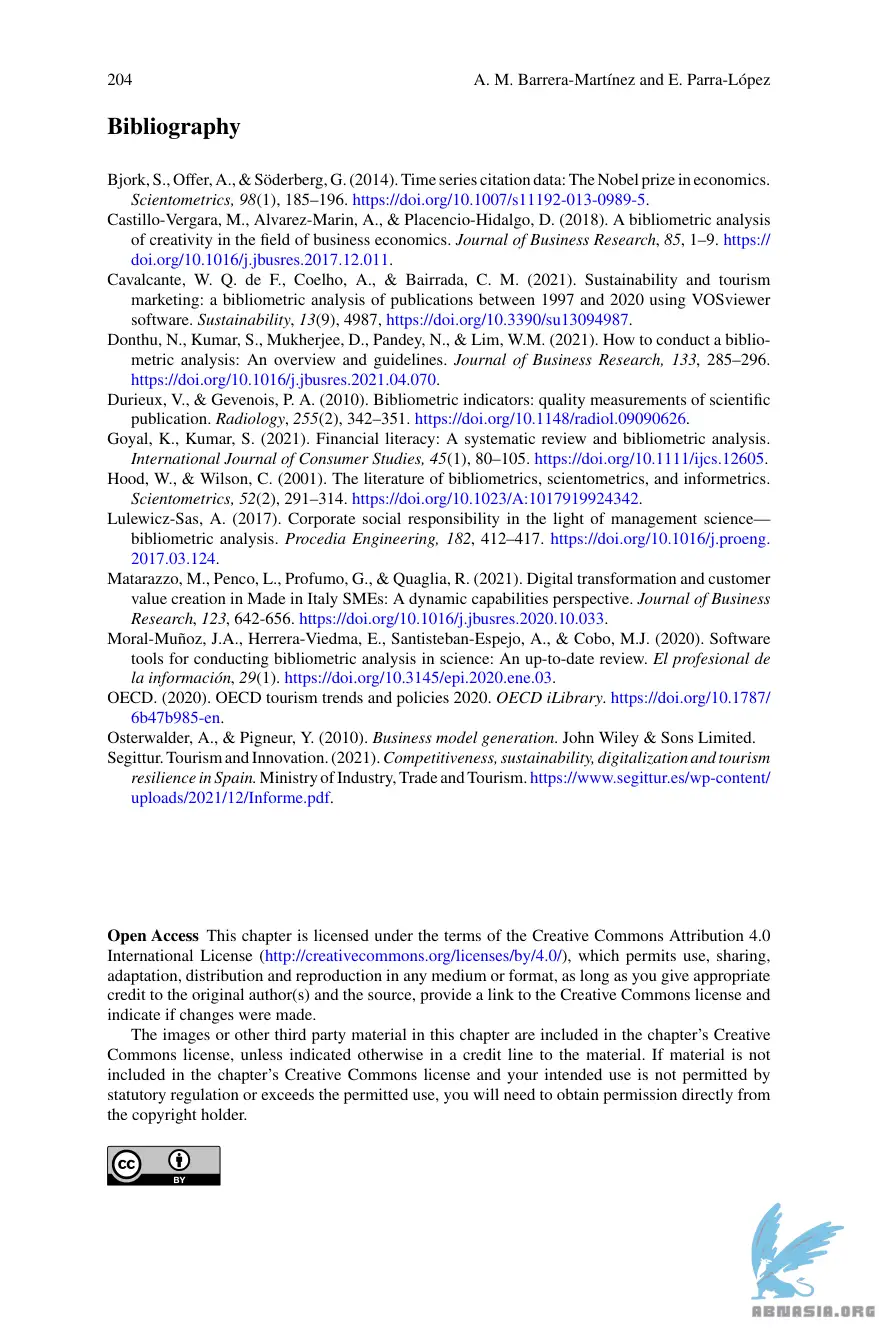 204
A. M. Barrera-Martínez and E. Parra-López
Bibliography
Bjork, S., Offer, A., & Söderberg, G. (2014). Time series citation data: The Nobel prize in economics.
Scientometrics, 98(1), 185–196. https://doi.org/10.1007/s11192-013-0989-5.
Castillo-Vergara, M., Alvarez-Marin, A., & Placencio-Hidalgo, D. (2018). A bibliometric analysis
of creativity in the field of business economics. Journal of Business Research, 85, 1–9. https://
doi.org/10.1016/j.jbusres.2017.12.011.
Cavalcante, W. Q. de F., Coelho, A., & Bairrada, C. M. (2021). Sustainability and tourism
marketing: a bibliometric analysis of publications between 1997 and 2020 using VOSviewer
software. Sustainability, 13(9), 4987, https://doi.org/10.3390/su13094987.
Donthu, N., Kumar, S., Mukherjee, D., Pandey, N., & Lim, W.M. (2021). How to conduct a biblio-
metric analysis: An overview and guidelines. Journal of Business Research, 133, 285–296.
https://doi.org/10.1016/j.jbusres.2021.04.070.
Durieux, V., & Gevenois, P. A. (2010). Bibliometric indicators: quality measurements of scientific
publication. Radiology, 255(2), 342–351. https://doi.org/10.1148/radiol.09090626.
Goyal, K., Kumar, S. (2021). Financial literacy: A systematic review and bibliometric analysis.
International Journal of Consumer Studies, 45(1), 80–105. https://doi.org/10.1111/ijcs.12605.
Hood, W., & Wilson, C. (2001). The literature of bibliometrics, scientometrics, and informetrics.
Scientometrics, 52(2), 291–314. https://doi.org/10.1023/A:1017919924342.
Lulewicz-Sas, A. (2017). Corporate social responsibility in the light of management science—
bibliometric analysis. Procedia Engineering, 182, 412–417. https://doi.org/10.1016/j.proeng.
2017.03.124.
Matarazzo, M., Penco, L., Profumo, G., & Quaglia, R. (2021). Digital transformation and customer
value creation in Made in Italy SMEs: A dynamic capabilities perspective. Journal of Business
Research, 123, 642-656. https://doi.org/10.1016/j.jbusres.2020.10.033.
Moral-Muñoz, J.A., Herrera-Viedma, E., Santisteban-Espejo, A., & Cobo, M.J. (2020). Software
tools for conducting bibliometric analysis in science: An up-to-date review. El profesional de
la información, 29(1). https://doi.org/10.3145/epi.2020.ene.03.
OECD. (2020). OECD tourism trends and policies 2020. OECD iLibrary. https://doi.org/10.1787/
6b47b985-en.
Osterwalder, A., & Pigneur, Y. (2010). Business model generation. John Wiley & Sons Limited.
Segittur. Tourism and Innovation. (2021). Competitiveness, sustainability, digitalization and tourism
resilience in Spain. Ministry of Industry, Trade and Tourism. https://www.segittur.es/wp-content/
uploads/2021/12/Informe.pdf.
Open Access This chapter is licensed under the terms of the Creative Commons Attribution 4.0
International License (http://creativecommons.org/licenses/by/4.0/), which permits use, sharing,
adaptation, distribution and reproduction in any medium or format, as long as you give appropriate
credit to the original author(s) and the source, provide a link to the Creative Commons license and
indicate if changes were made.
The images or other third party material in this chapter are included in the chapter's Creative
Commons license, unless indicated otherwise in a credit line to the material. If material is not
included in the chapter's Creative Commons license and your intended use is not permitted by
statutory regulation or exceeds the permitted use, you will need to obtain permission directly from
the copyright holder.
cc
BY
ABMASIA.ORG